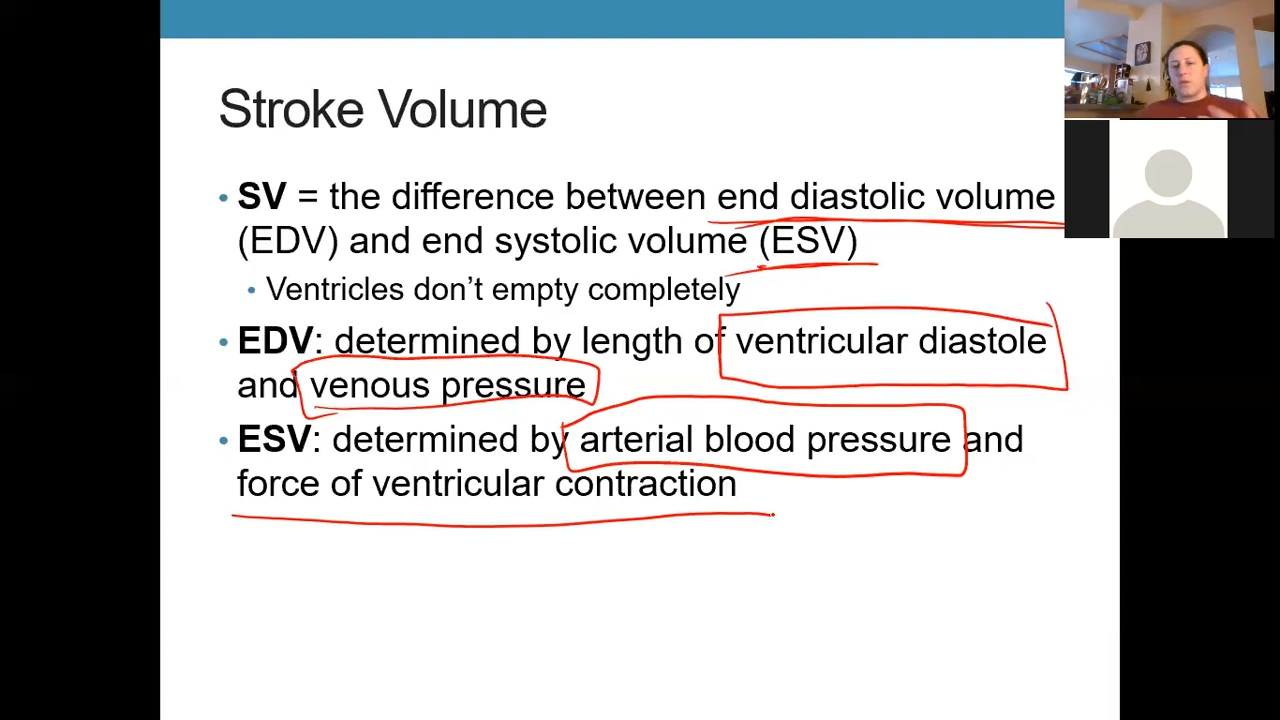 Stroke Volume
• SV = the difference between end diastolic volume
(EDV) and end systolic volume (ESV)
• Ventricles don’t empty completely
• EDV: determined by length of ventricular diastole
and venous pressure
• ESV: determined by arterial blood pressure and
force of ventricular contraction